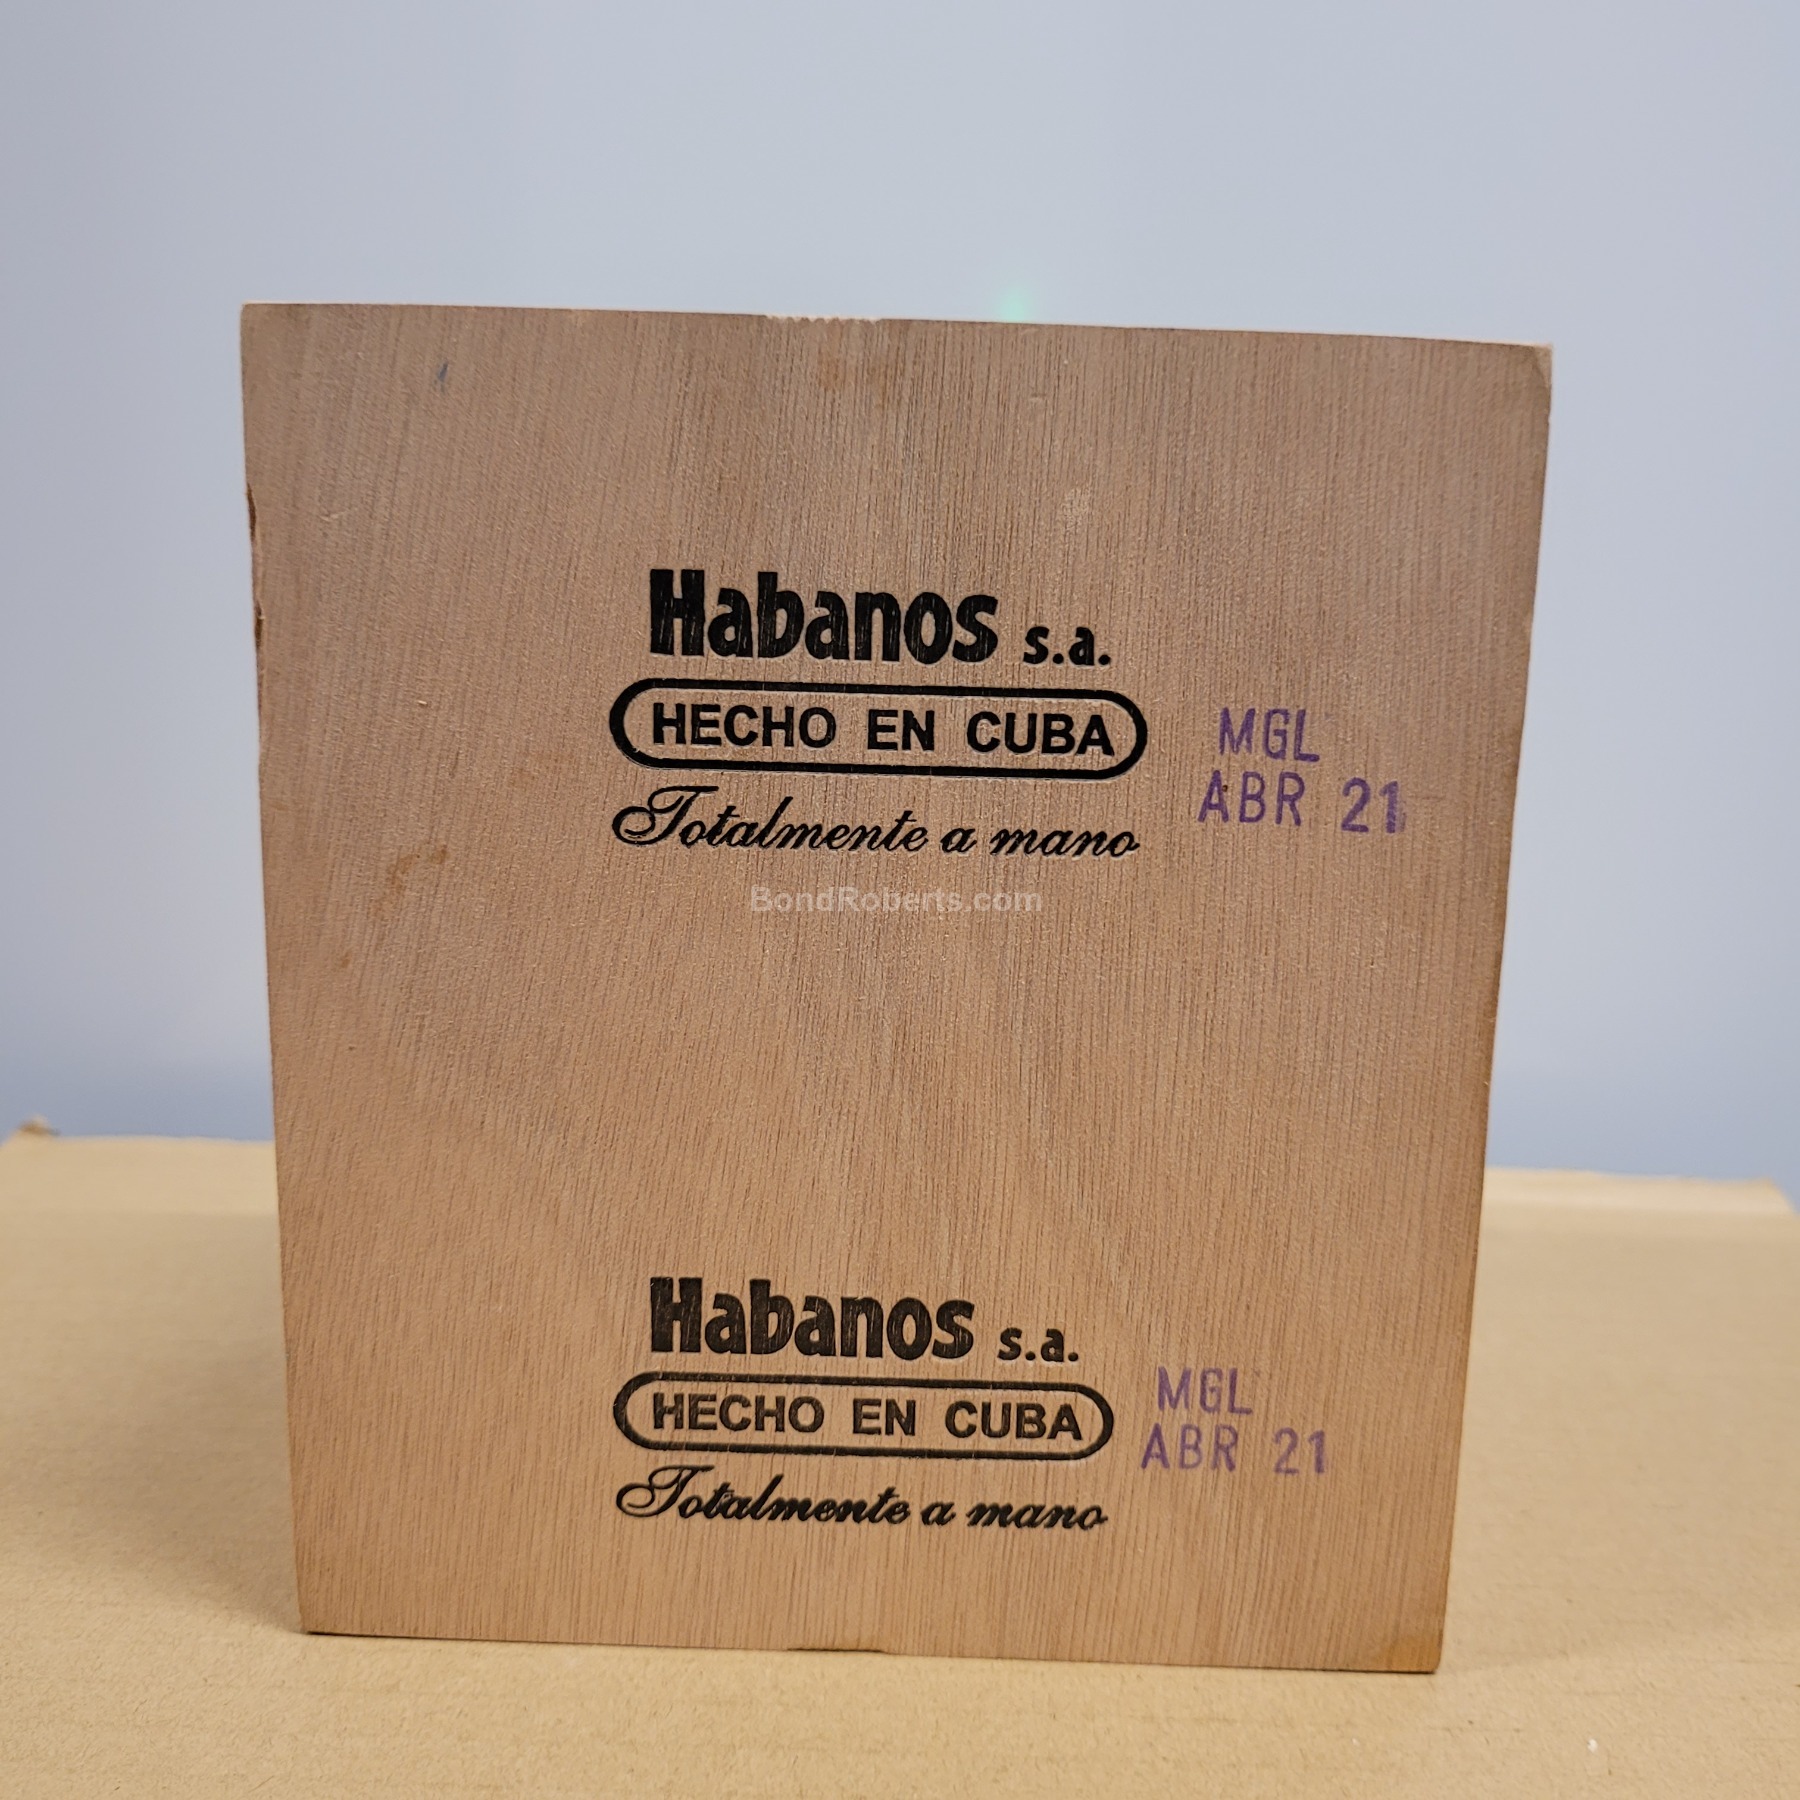 Habanos s.a.
HECHO EN CUBA
Totalmente a mano
MGL
ABR 21
BondRoberts.com
Habanos s.a.
HECHO EN CUBA
Totalmente a mano
MGL
ABR 21